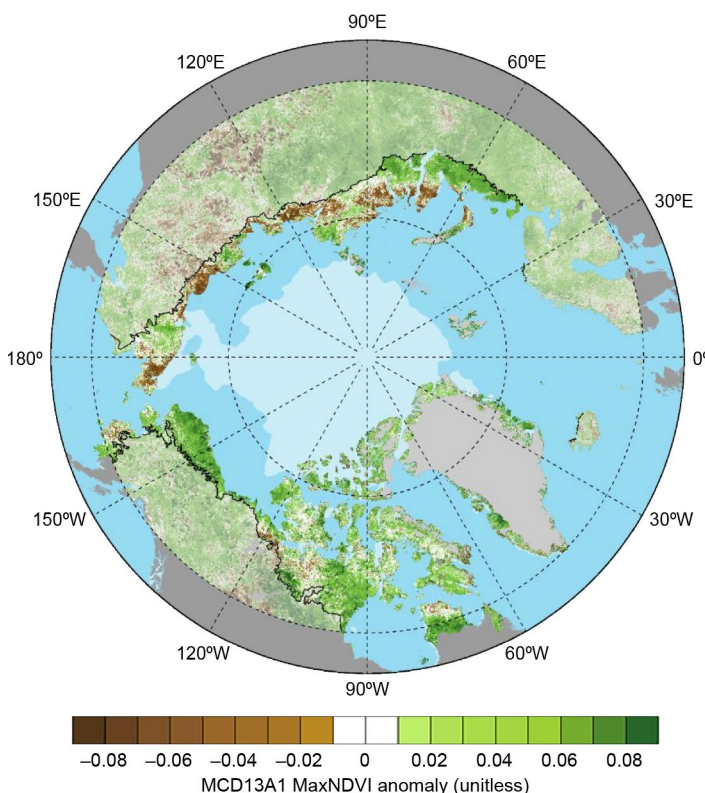 90ºE
120ºE
60ºE
150ºE
30ºE
180º
0º
150ºW
30ºW
120ºW
60ºW
90ºW
–0.08
–0.06
–0.04
–0.02
0
0.02
0.04
0.06
0.08
MCD13A1 MaxNDVI anomaly (unitless)